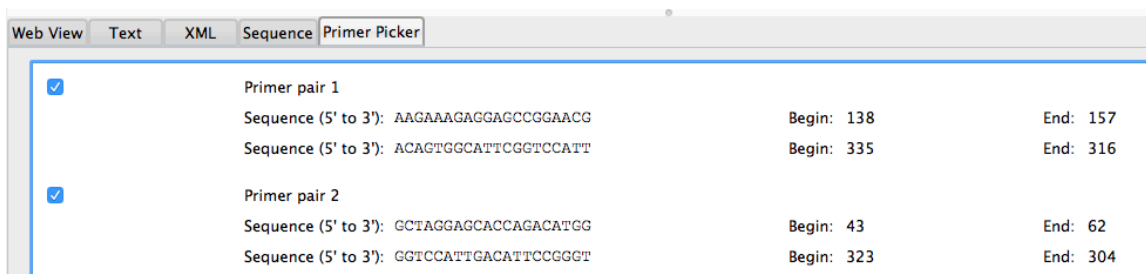 Web View Text XML Sequence Primer Picker
Primer pair 1
Sequence (5' to 3'): AAGAAAGAGGAGCCGGAACG Begin: 138 End: 157
Sequence (5' to 3'): ACAGTGGCATTCGGTCCATT Begin: 335 End: 316
Primer pair 2
Sequence (5' to 3'): GCTAGGAGCACCAGACATGG Begin: 43 End: 62
Sequence (5' to 3'): GGTCCATTGACATTCCGGGT Begin: 323 End: 304